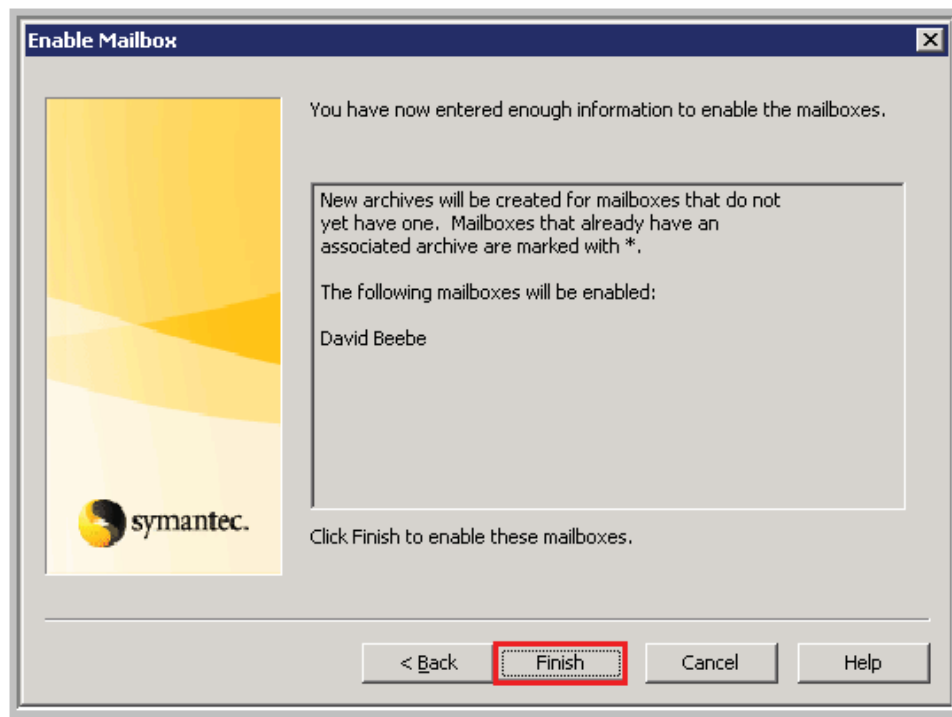 Enable Mailbox
You have now entered enough information to enable the mailboxes.
New archives will be created for mailboxes that do not
yet have one.  Mailboxes that already have an
associated archive are marked with *.
The following mailboxes will be enabled:
David Beebe
symantec.
Click Finish to enable these mailboxes.
< Back
Finish
Cancel
Help